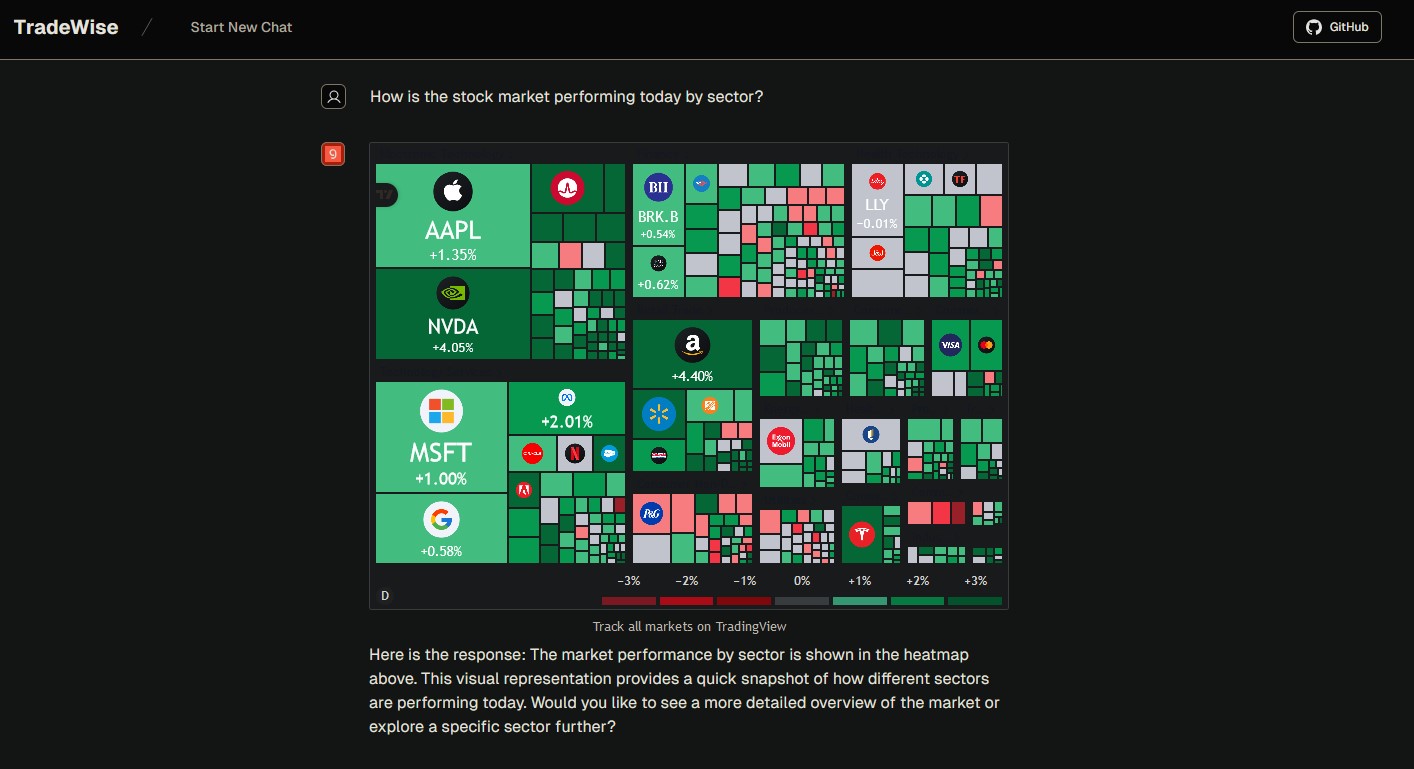 TradeWise
Start New Chat
GitHub
How is the stock market performing today by sector?
AAPL
+1.35%
NVDA
+4.05%
MSFT
+1.00%
+0.58%
+2.01%
BRK.B
+0.54%
+0.62%
LLY
−0.01%
TF
+4.40%
VISA
Exxon
Mobil
P&G
−3%
−2%
−1%
0%
+1%
+2%
+3%
D
Track all markets on TradingView
Here is the response: The market performance by sector is shown in the heatmap
above. This visual representation provides a quick snapshot of how different sectors
are performing today. Would you like to see a more detailed overview of the market or
explore a specific sector further?